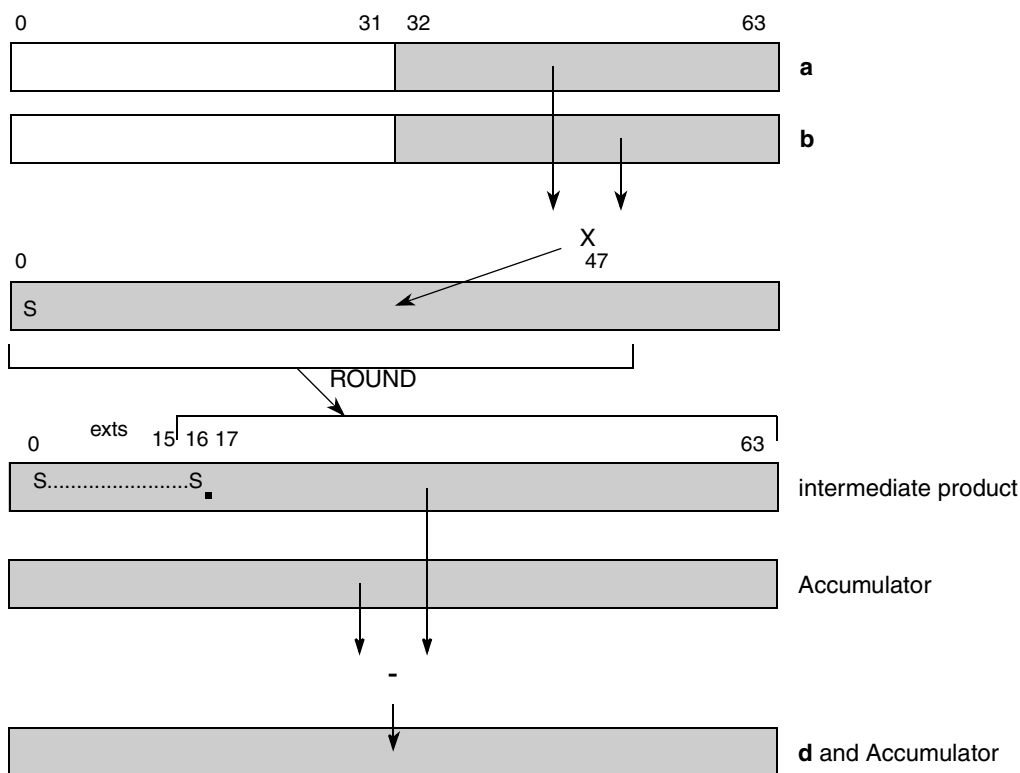 0 31 32 63
a
b
X
0 47
S
ROUND
exts
0 15 16 17 63
S........................S
intermediate product
Accumulator
-
d and Accumulator